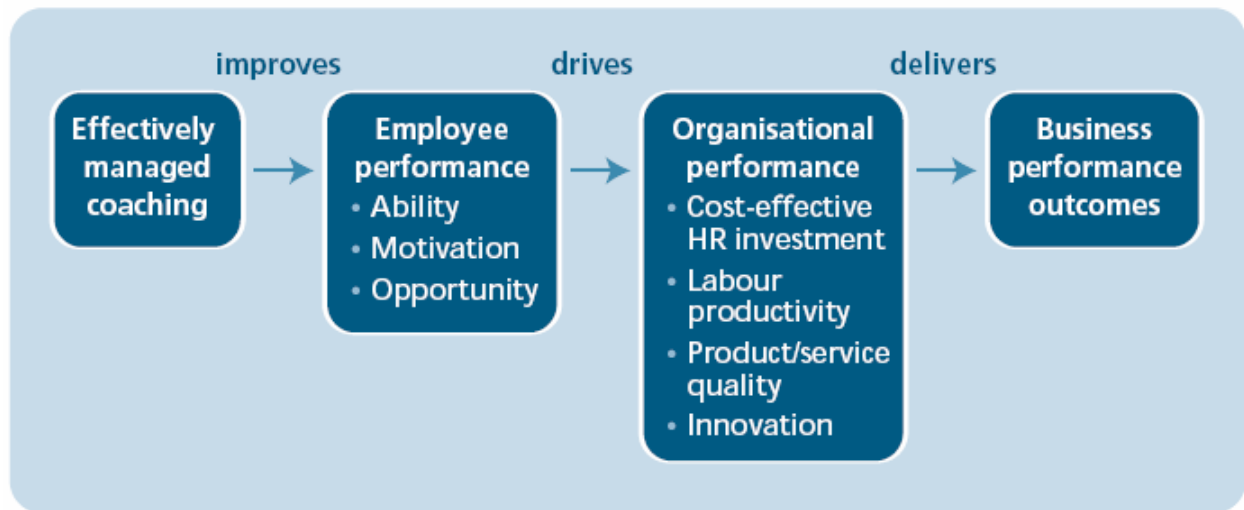 improves
drives
delivers
Effectively
managed
coaching
Employee
performance
• Ability
• Motivation
• Opportunity
Organisational
performance
• Cost-effective
HR investment
• Labour
productivity
• Product/service
quality
• Innovation
Business
performance
outcomes